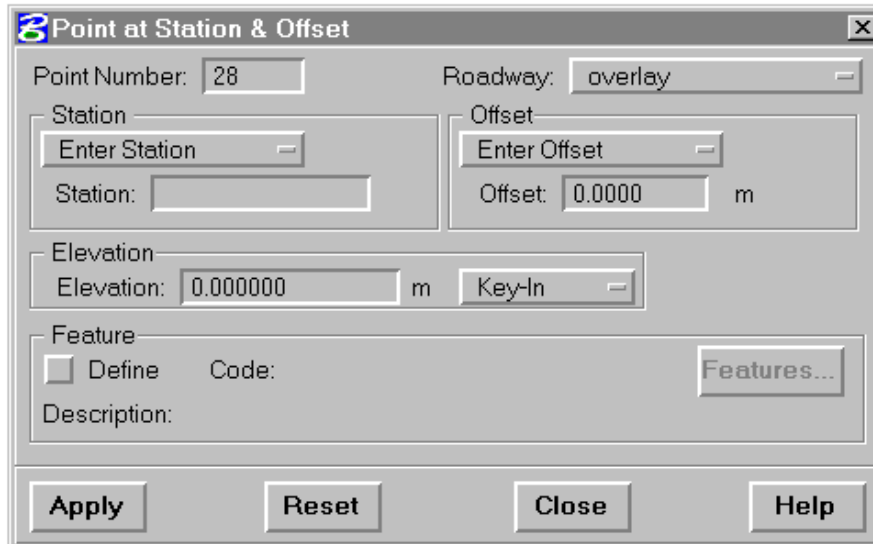 Point at Station & Offset
Point Number: 28 Roadway: overlay
Station Offset
Enter Station Enter Offset
Station: Offset: 0.0000 m
Elevation
Elevation: 0.000000 m Key-In
Feature
Define Code: Features...
Description:
Apply Reset Close Help